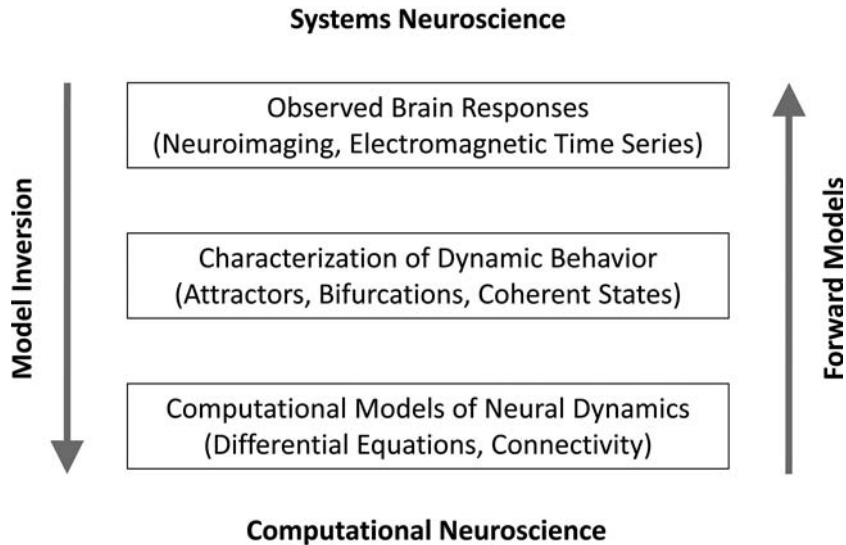 Systems Neuroscience
Model Inversion
Observed Brain Responses
(Neuroimaging, Electromagnetic Time Series)
Characterization of Dynamic Behavior
(Attractors, Bifurcations, Coherent States)
Computational Models of Neural Dynamics
(Differential Equations, Connectivity)
Forward Models
Computational Neuroscience